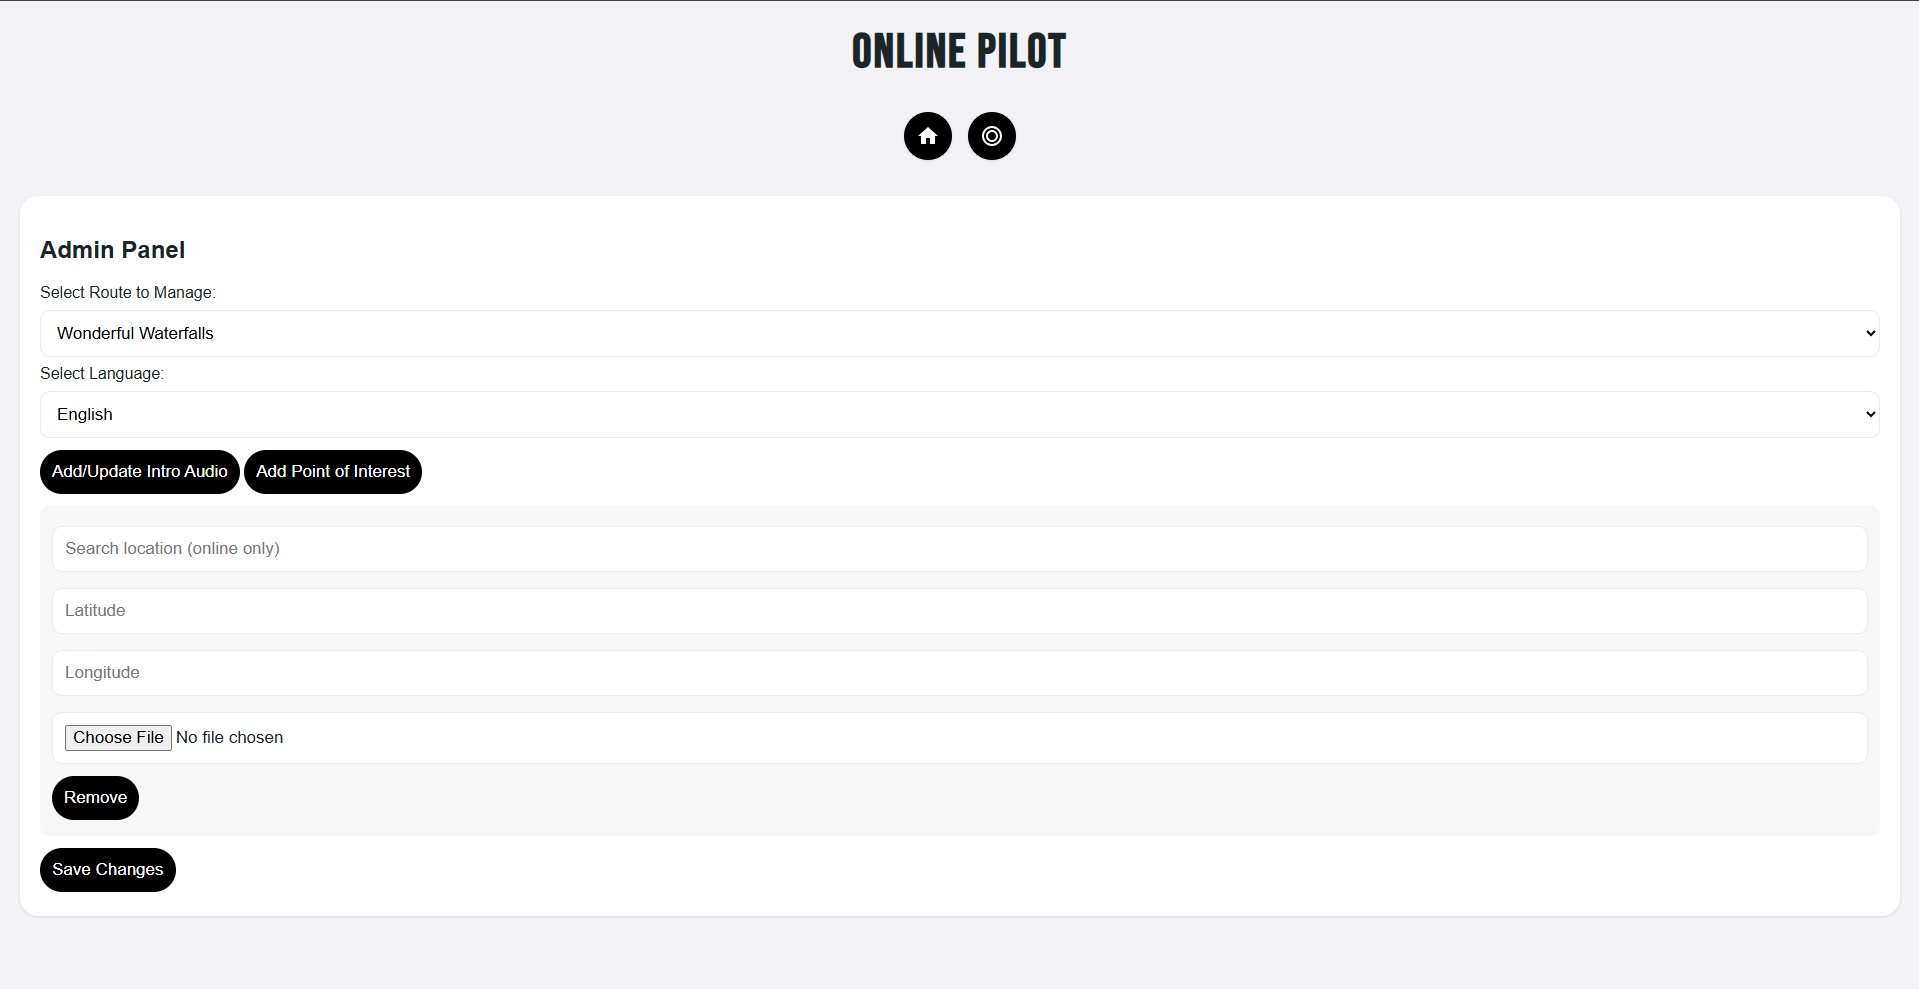 ONLINE PILOT
Admin Panel
Select Route to Manage:
Wonderful Waterfalls
Select Language:
English
Add/Update Intro Audio Add Point of Interest
Search location (online only)
Latitude
Longitude
Choose File No file chosen
Remove
Save Changes